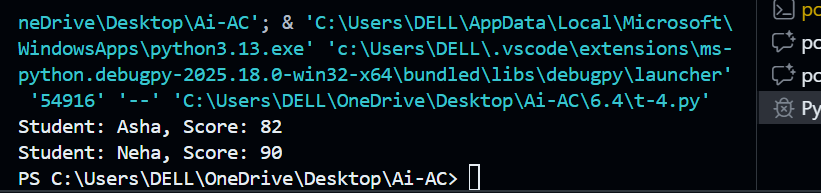 neDrive\Desktop\Ai-AC'; & 'C:\Users\DELL\AppData\Local\Microsoft\
WindowsApps\python3.13.exe' 'c:\Users\DELL\.vscode\extensions\ms-
python.debugpy-2025.18.0-win32-x64\bundled\libs\debugpy\launcher'
 '54916' '--' 'C:\Users\DELL\OneDrive\Desktop\Ai-AC\6.4\t-4.py'
Student: Asha, Score: 82
Student: Neha, Score: 90
PS C:\Users\DELL\OneDrive\Desktop\Ai-AC>
po
po
po
Py